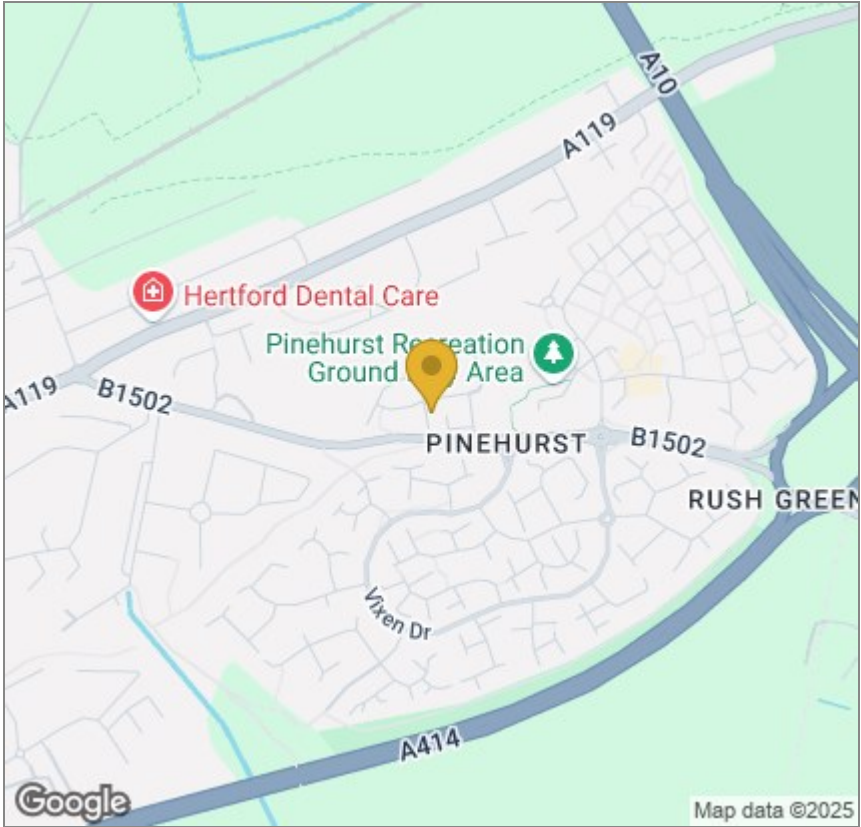 A10
A119
Hertford Dental Care
Pinehurst Recreation
Ground Play Area
A119
B1502
PINEHURST
B1502
RUSH GREEN
Vixen Dr
A414
Google
Map data ©2025